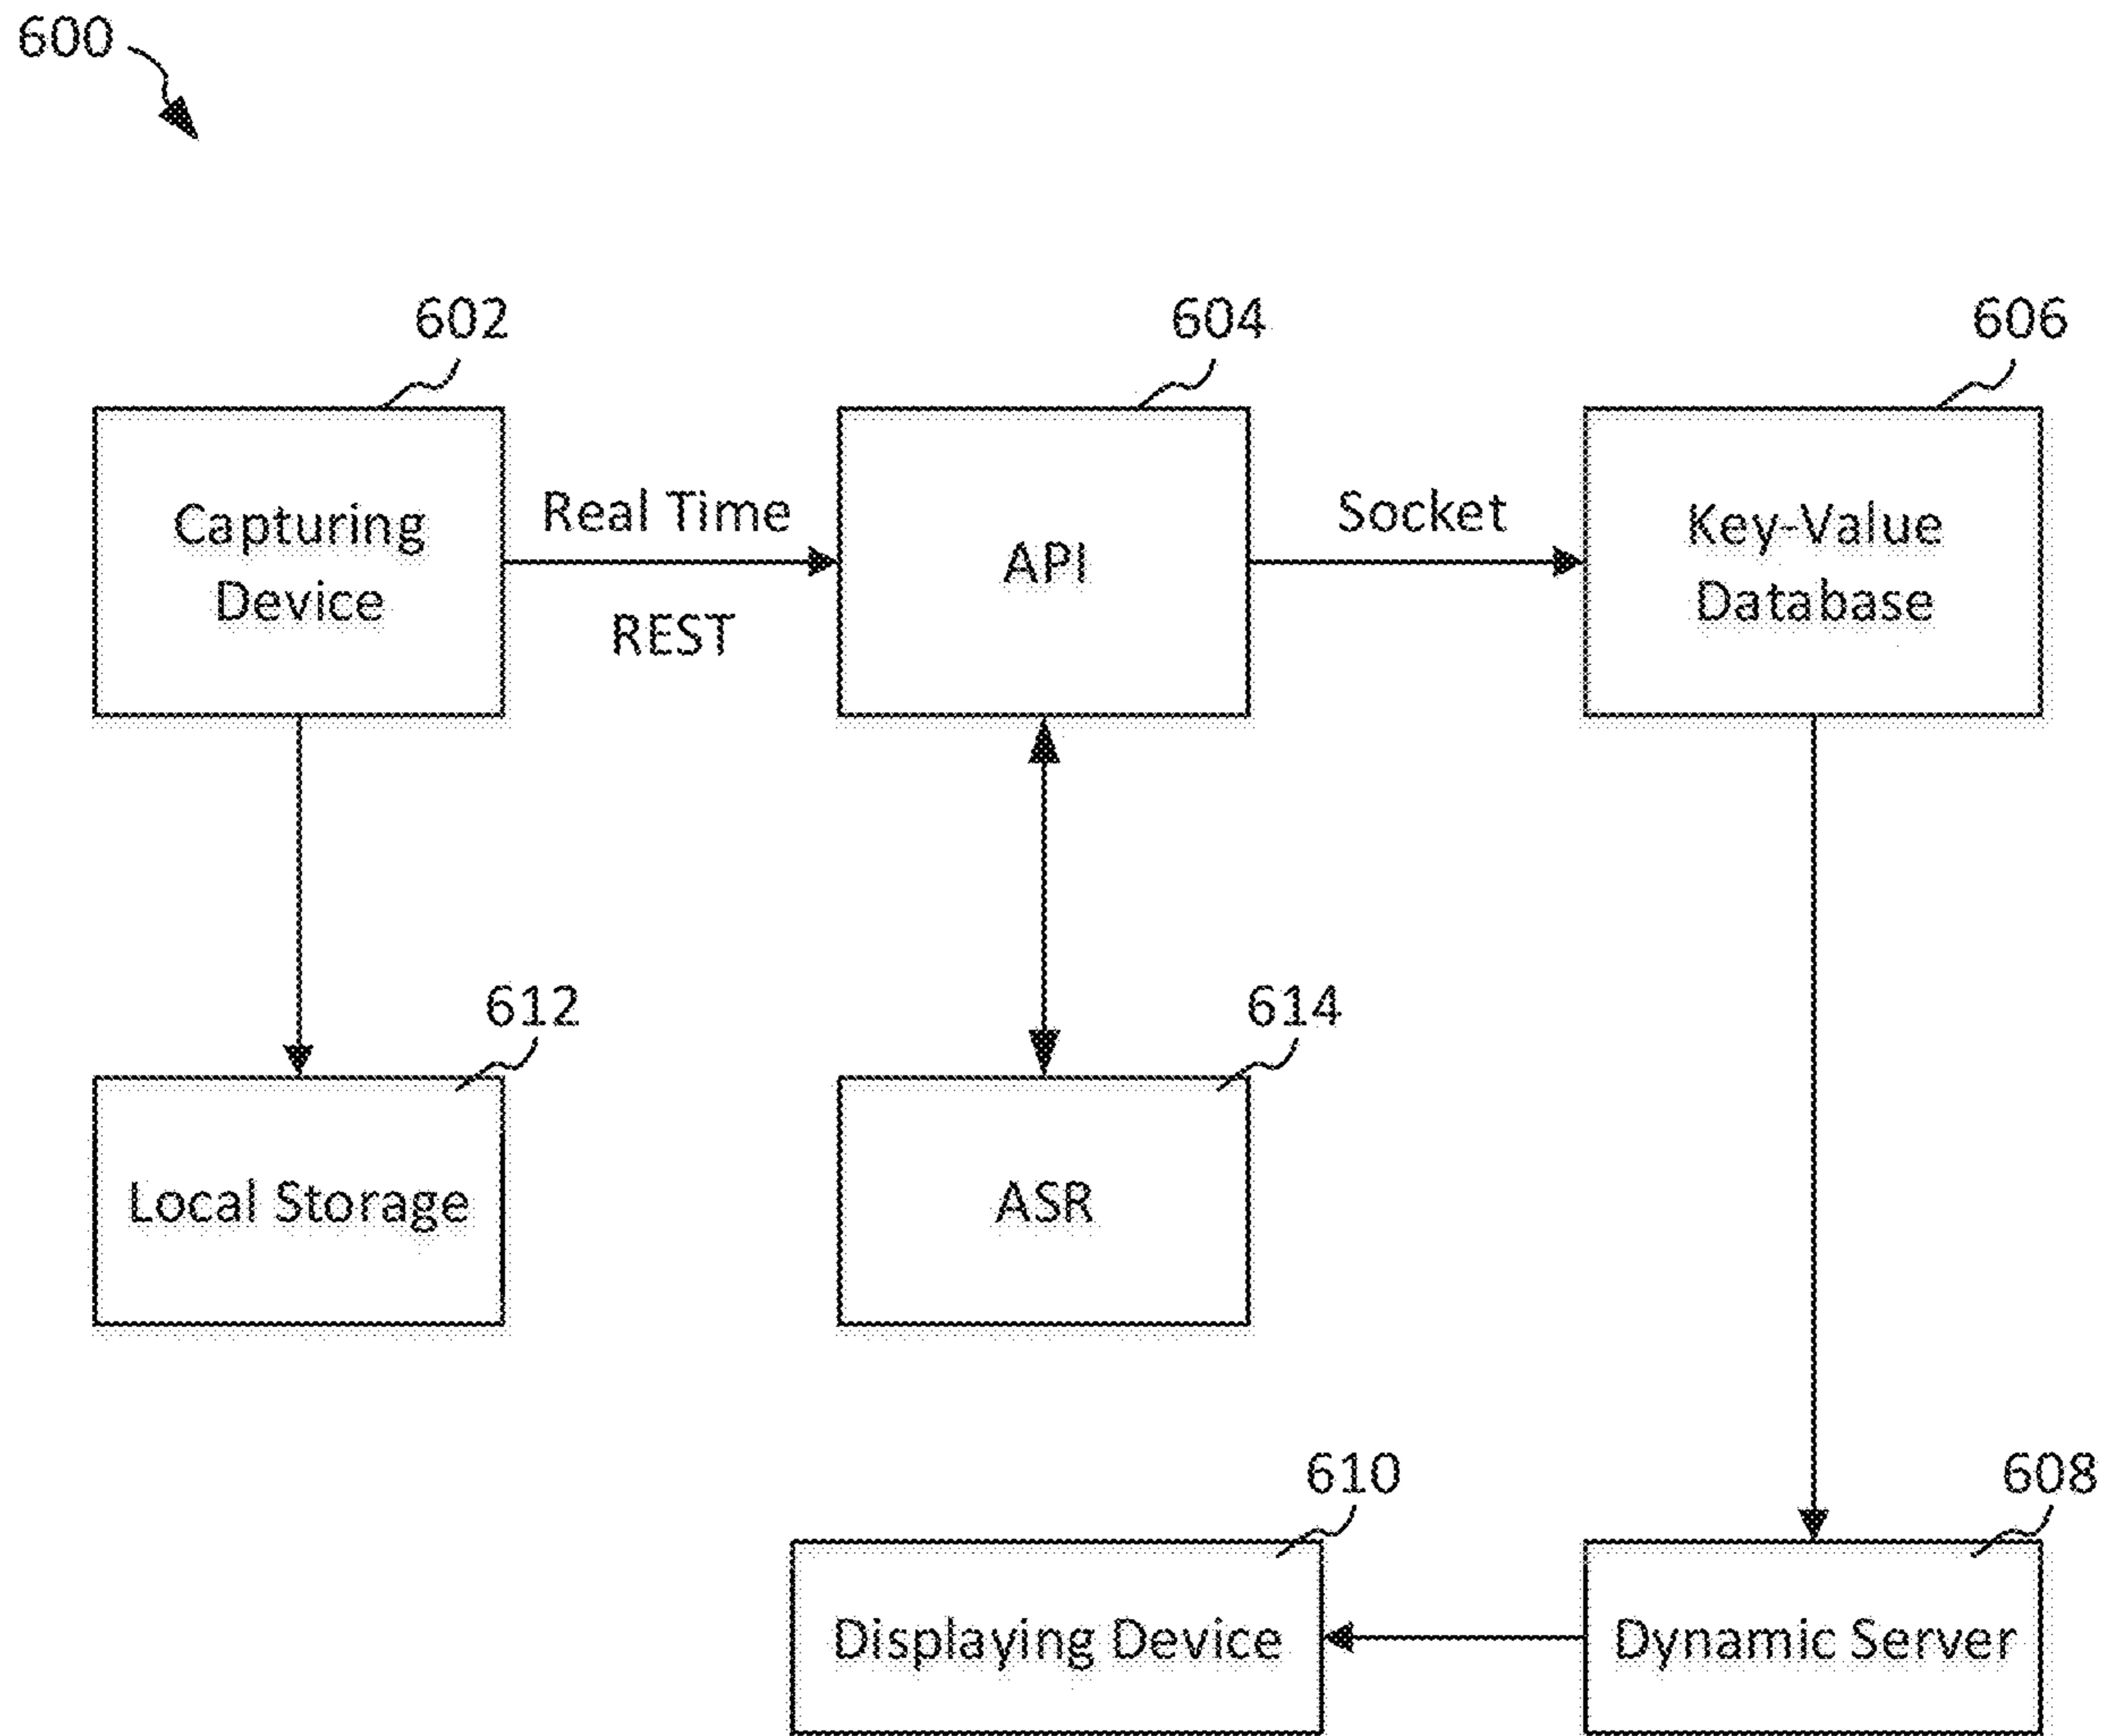 600
602
604
606
Capturing
Device
Real Time
REST
API
Socket
Key-Value
Database
612
614
Local Storage
ASR
610
608
Displaying Device
Dynamic Server